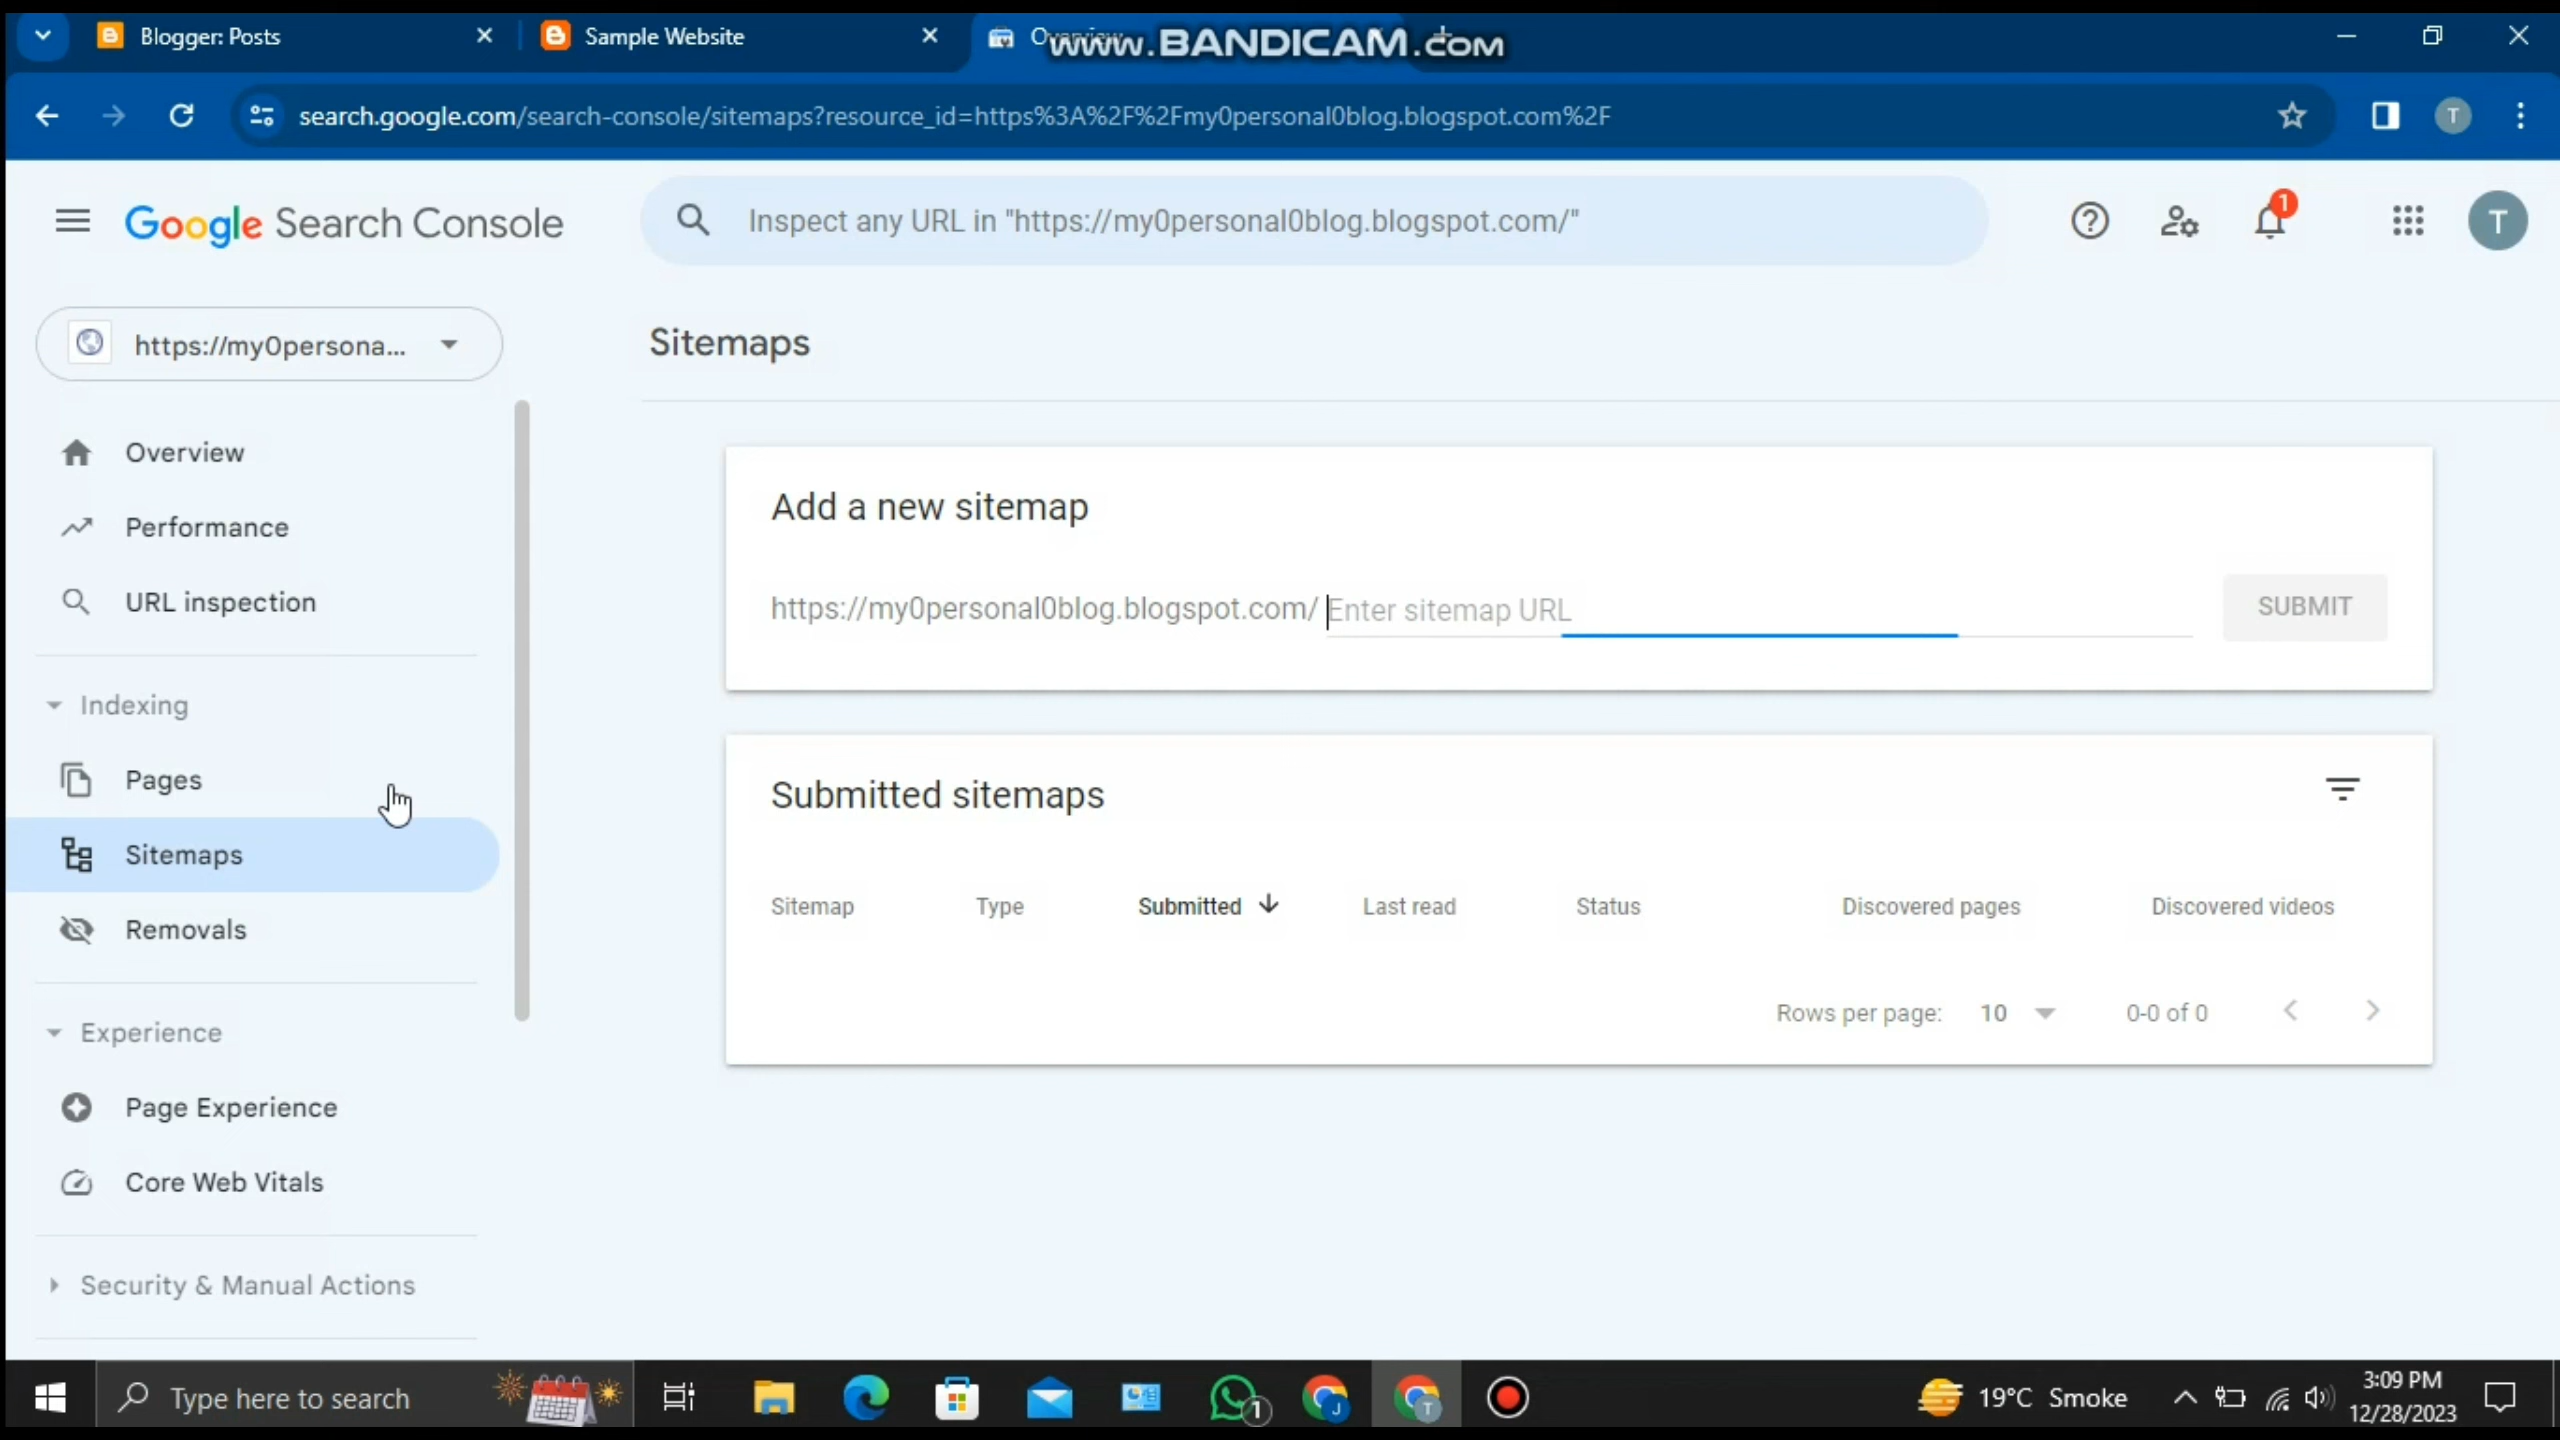 Blogger: Posts
Sample Website
www.BANDICAM.com
search.google.com/search-console/sitemaps?resource_id=https%3A%2F%2Fmy0personal0blog.blogspot.com%2F
T
Google Search Console
Inspect any URL in "https://my0personal0blog.blogspot.com/"
1
T
https://my0persona...
Sitemaps
Overview
Performance
URL inspection
Indexing
Pages
Sitemaps
Removals
Experience
Page Experience
Core Web Vitals
Security & Manual Actions
Add a new sitemap
https://my0personal0blog.blogspot.com/ Enter sitemap URL
SUBMIT
Submitted sitemaps
Sitemap Type Submitted Last read Status Discovered pages Discovered videos
Rows per page: 10 0-0 of 0
Type here to search
1
J
T
19°C Smoke
3:09 PM
12/28/2023